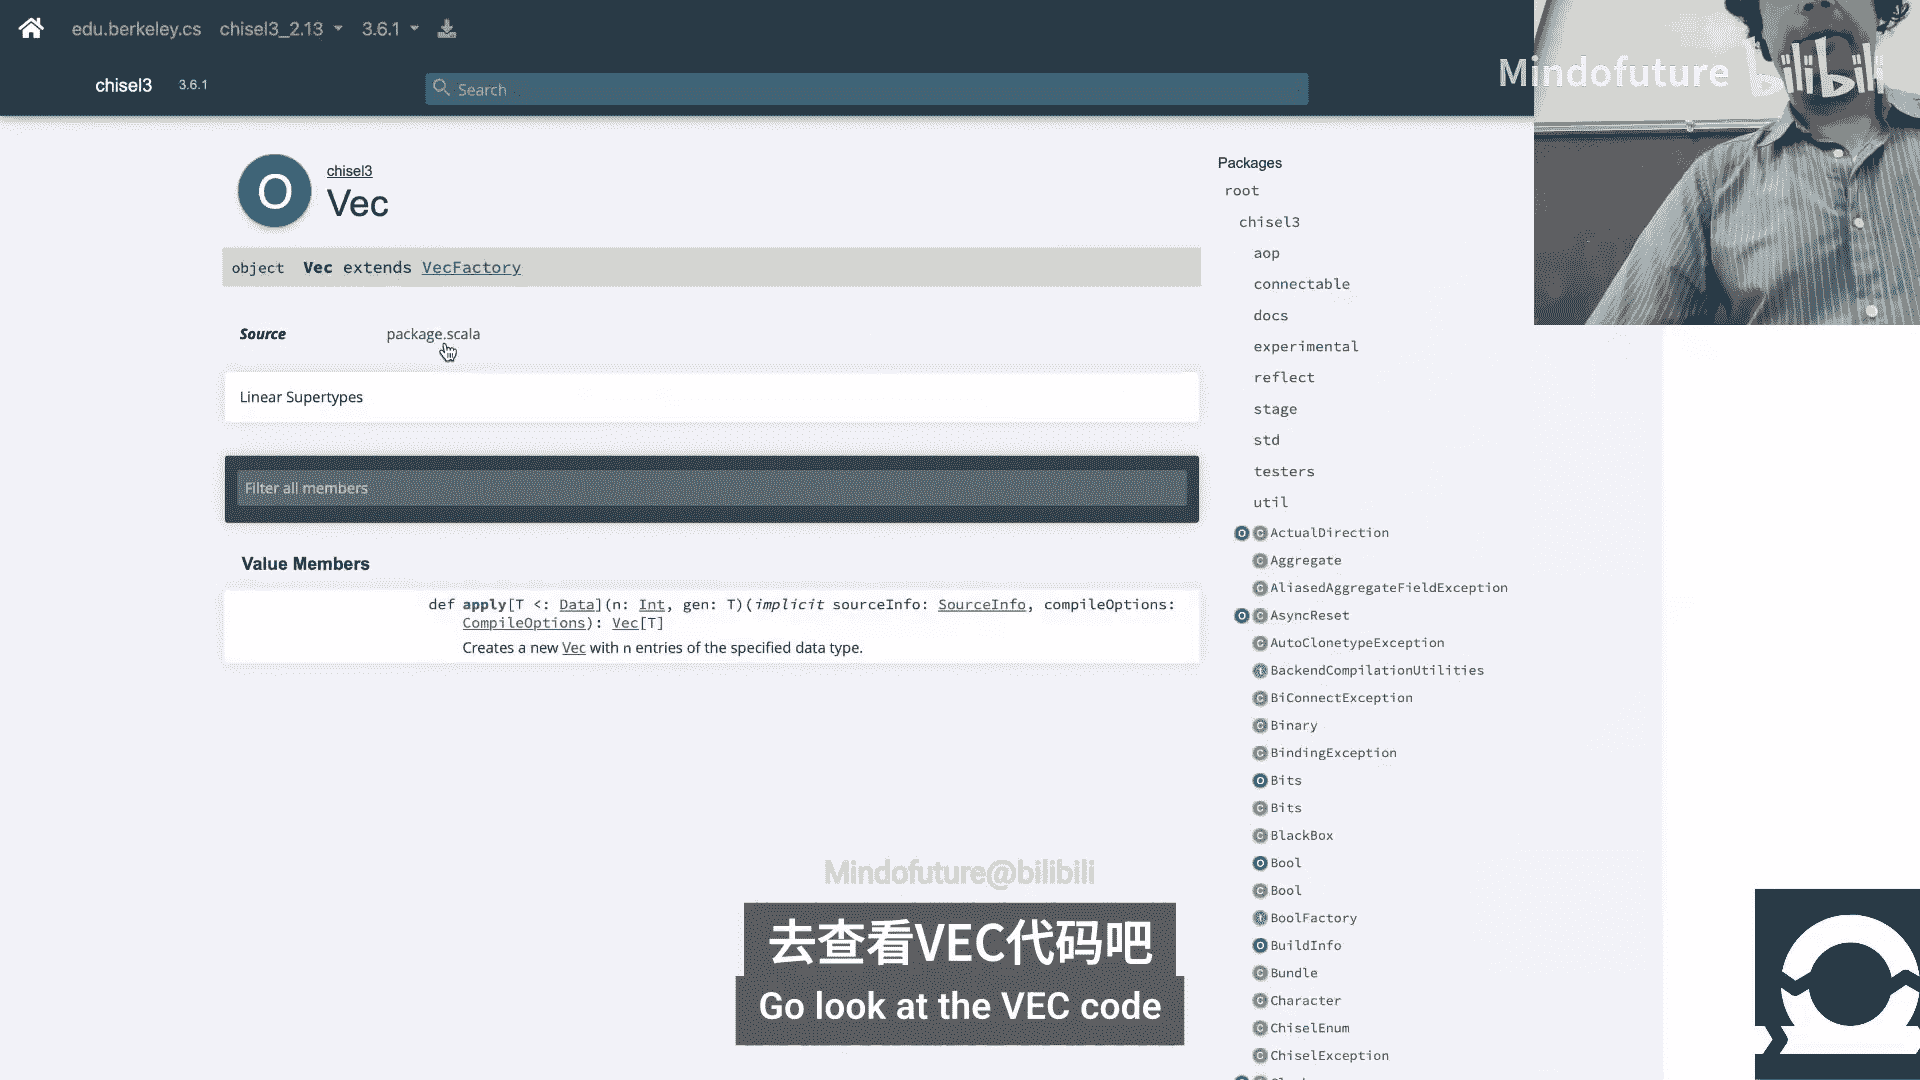 edu.berkeley.cs chisel3_2.13 3.6.1
chisel3 3.6.1
Search
Mindofuture bilibili
chisel3
O Vec
object Vec extends VecFactory
Source package.scala
Linear Supertypes
Filter all members
Value Members
def apply[T <: Data](n: Int, gen: T)(implicit sourceInfo: SourceInfo, compileOptions:
CompileOptions): Vec[T]
Creates a new Vec with n entries of the specified data type.
Packages
root
chisel3
aop
connectable
docs
experimental
reflect
stage
std
testers
util
O C ActualDirection
C Aggregate
C AliasedAggregateFieldException
O C AsyncReset
C AutoClonetypeException
t BackendCompilationUtilities
C BiConnectException
C Binary
C BindingException
O Bits
C Bits
C BlackBox
O Bool
C Bool
t BoolFactory
O BuildInfo
C Bundle
C Character
C ChiselEnum
C ChiselException
Mindofuture@bilibili
去查看VEC代码吧
Go look at the VEC code